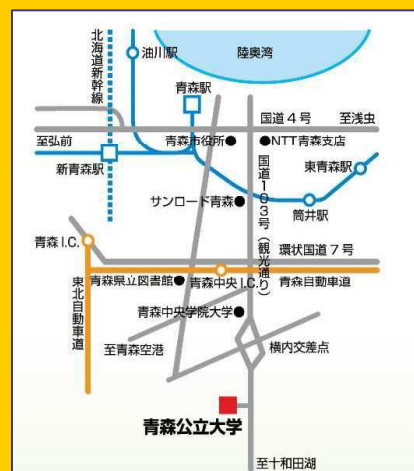 北海道新幹線
油川駅
陸奥湾
青森駅
国道4号
至浅虫
至弘前
青森市役所
NTT青森支店
新青森駅
東青森駅
国道103号(観光通り)
サンロード青森
筒井駅
青森I.C.
環状国道7号
青森県立図書館
青森中央I.C.
青森自動車道
東北自動車道
青森中央学院大学
至青森空港
横内交差点
青森公立大学
至十和田湖